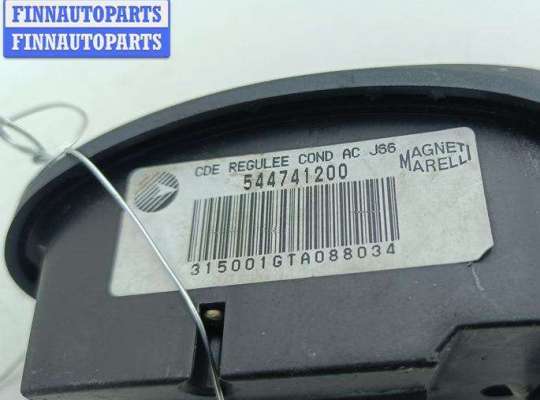 FINNAUTOPARTS
FINNAUTOPARTS
CDE REGULEE COND AC J66
MAGNETI
MARELLI
544741200
315001GTA088034